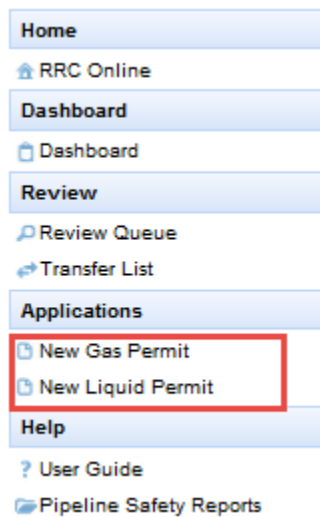 Home
RRC Online
Dashboard
Dashboard
Review
Review Queue
Transfer List
Applications
New Gas Permit
New Liquid Permit
Help
? User Guide
Pipeline Safety Reports